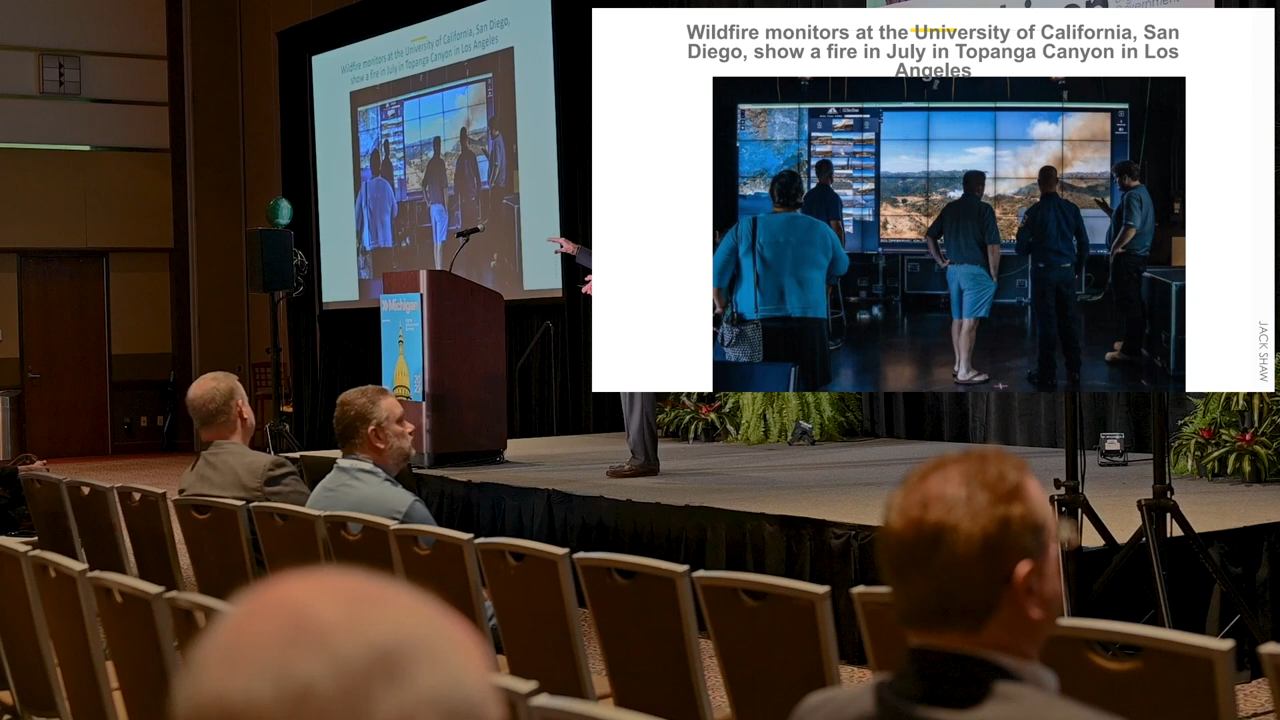 Wildfire monitors at the University of California, San Diego,
show a fire in July in Topanga Canyon in Los Angeles
Michigan
Government
Wildfire monitors at the University of California, San
Diego, show a fire in July in Topanga Canyon in Los
Angeles
JACK SHAW